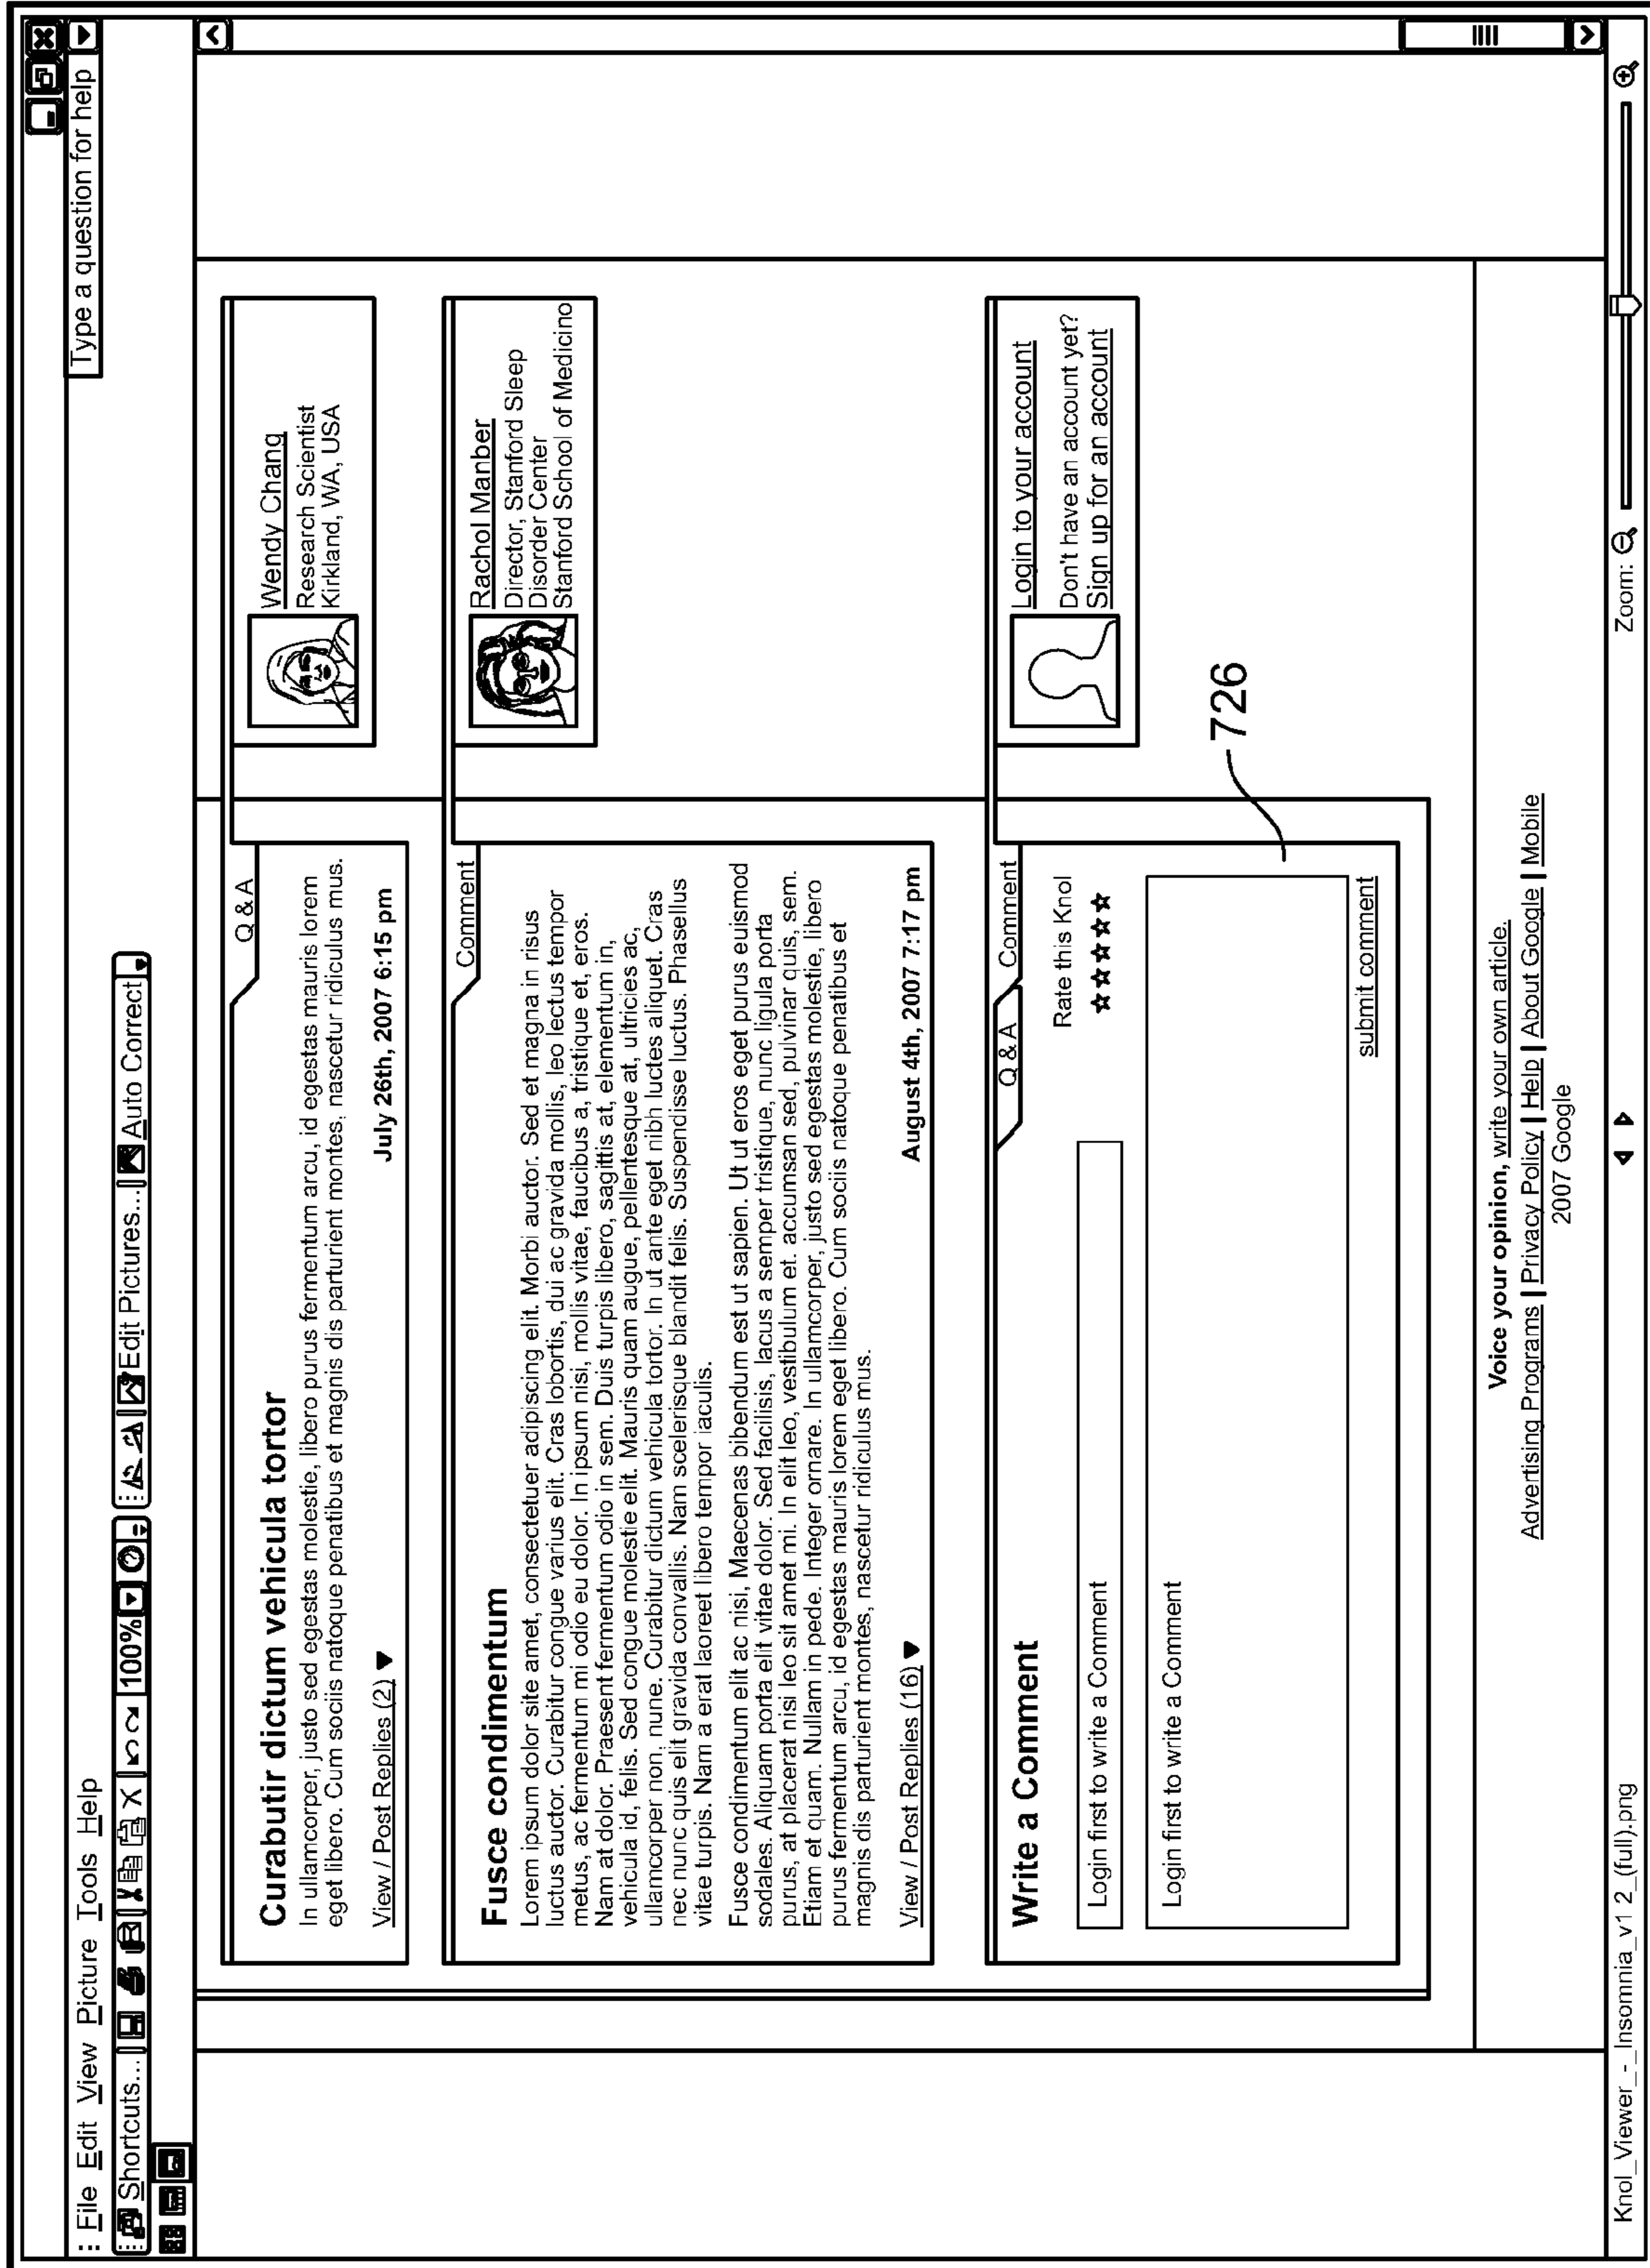 Type a question for help
File Edit View Picture Tools Help
Shortcuts... 100% Edit Pictures... Auto Correct
Q & A
Curabutir dictum vehicula tortor
In ullamcorper, justo sed egestas molestie, libero purus fermentum arcu, id egestas mauris lorem
eget libero. Cum sociis natoque penatibus et magnis dis parturient montes, nascetur ridiculus mus.
View / Post Replies (2)
July 26th, 2007 6:15 pm
Wendy Chang
Research Scientist
Kirkland, WA, USA
Comment
Fusce condimentum
Lorem ipsum dolor site amet, consectetuer adipiscing elit. Morbi auctor. Sed et magna in risus
luctus auctor. Curabitur congue varius elit. Cras lobortis, dui ac gravida mollis, leo lectus tempor
metus, ac fermentum mi odio eu dolor. In ipsum nisi, mollis vitae, faucibus a, tristique et, eros.
Nam at dolor. Praesent fermentum odio in sem. Duis turpis libero, sagittis at, elementum in,
vehicula id, felis. Sed congue molestie elit. Mauris quam augue, pellentesque at, ultricies ac,
ullamcorper non, nune. Curabitur dictum vehicula tortor. In ut ante eget nibh luctes aliquet. Cras
nec nunc quis elit gravida convallis. Nam scelerisque blandit felis. Suspendisse luctus. Phasellus
vitae turpis. Nam a erat laoreet libero tempor iaculis.
Fusce condimentum elit ac nisi, Maecenas bibendum est ut sapien. Ut ut eros eget purus euismod
sodales. Aliquam porta elit vitae dolor. Sed facilisis, lacus a semper tristique, nunc ligula porta
purus, at placerat nisi leo sit amet mi. In elit leo, vestibulum et. accumsan sed, pulvinar quis, sem.
Etiam et quam. Nullam in pede. Integer ornare. In ullamcorper, justo sed egestas molestie, libero
purus fermentum arcu, id egestas mauris lorem eget libero. Cum sociis natoque penatibus et
magnis dis parturient montes, nascetur ridiculus mus.
View / Post Replies (16)
August 4th, 2007 7:17 pm
Rachol Manber
Director, Stanford Sleep
Disorder Center
Stanford School of Medicino
Q & A Comment
Write a Comment
Rate this Knol
Login first to write a Comment
Login first to write a Comment
submit comment
Login to your account
Don't have an account yet?
Sign up for an account
726
Voice your opinion, write your own article.
Advertising Programs | Privacy Policy | Help | About Google | Mobile
2007 Google
Knol_Viewer_-_Insomnia_v1 2_(full).png
Zoom: